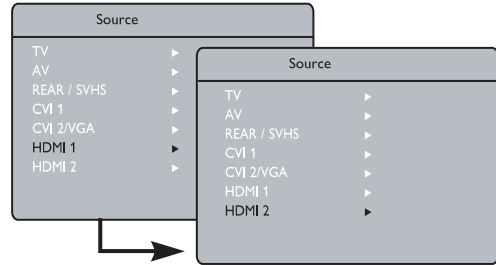 Source
TV
AV
REAR / SVHS
CVI 1
CVI 2/VGA
HDMI 1
HDMI 2
Source
TV
AV
REAR / SVHS
CVI 1
CVI 2/VGA
HDMI 1
HDMI 2